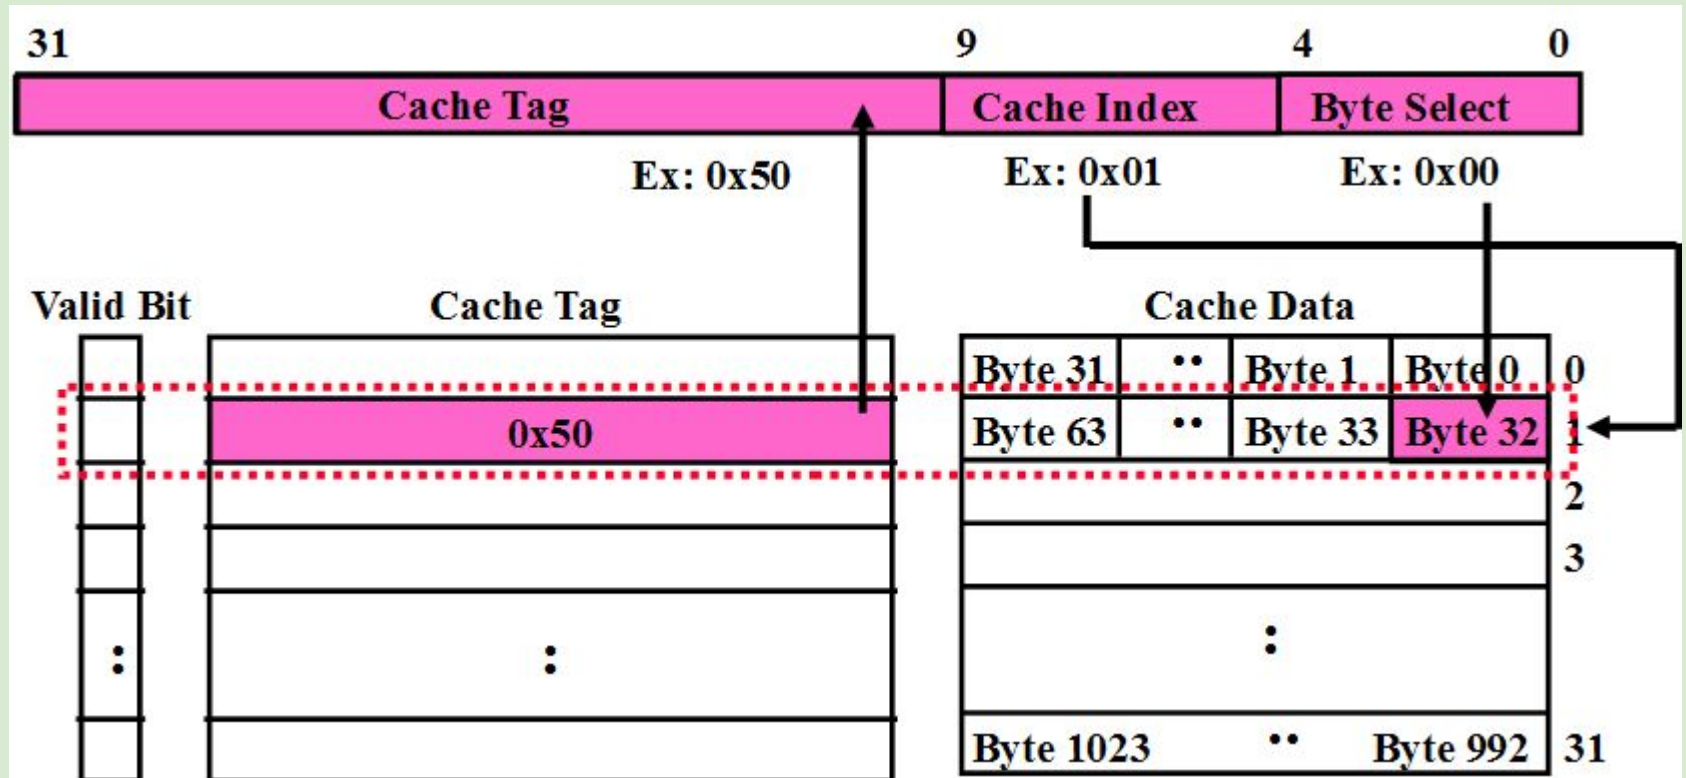 31 9 4 0
Cache Tag Cache Index Byte Select
Ex: 0x50 Ex: 0x01 Ex: 0x00
Valid Bit Cache Tag Cache Data
Byte 31 •• Byte 1 Byte 0 0
0x50 Byte 63 •• Byte 33 Byte 32 1
2
3
: : :
Byte 1023 •• Byte 992 31